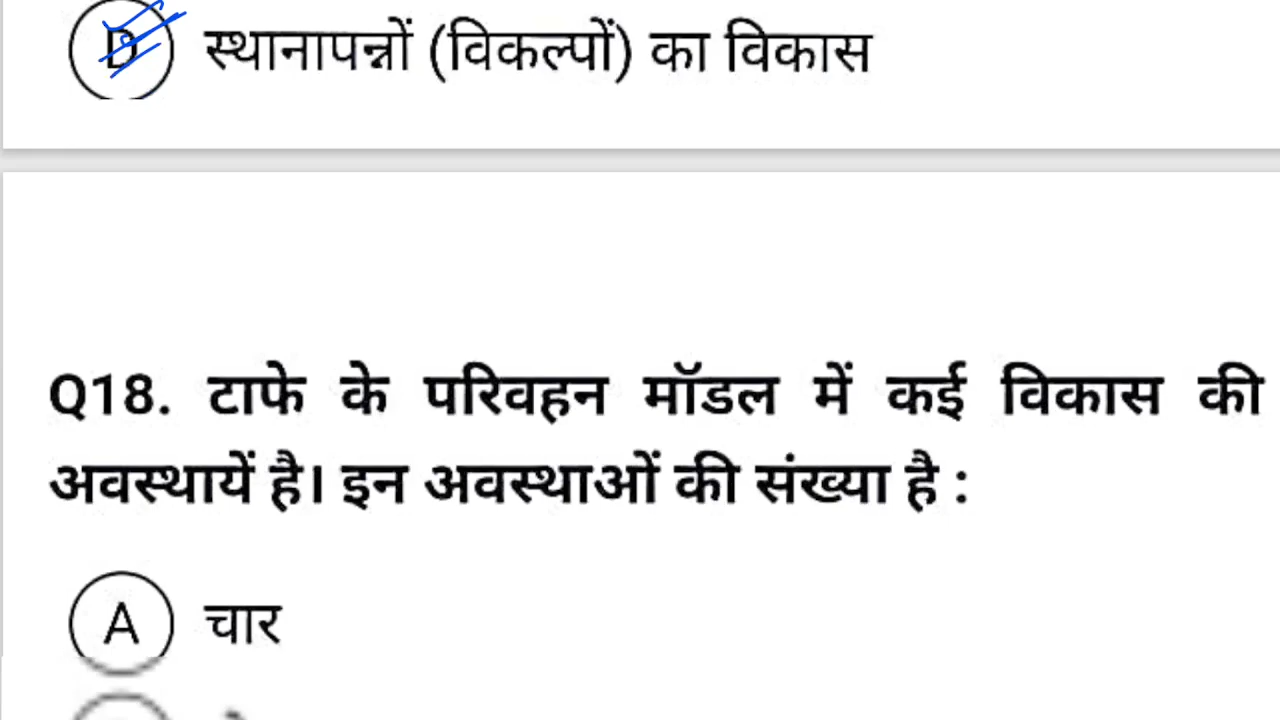 D स्थानापन्नों (विकल्पों) का विकास
Q18. टाफे के परिवहन मॉडल में कई विकास की
अवस्थायें है। इन अवस्थाओं की संख्या है :
A चार